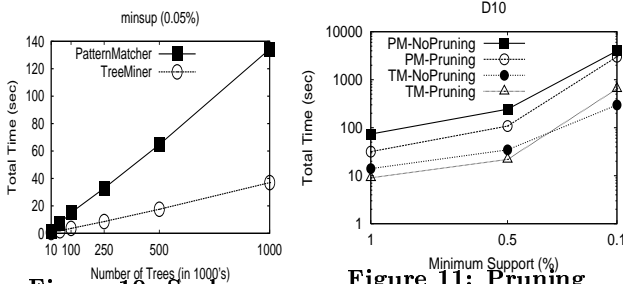 minsup (0.05%)
PatternMatcher
TreeMiner
Total Time (sec)
140
120
100
80
60
40
20
0
10 100 250 500 1000
Number of Trees (in 1000's)
D10
PM-NoPruning
PM-Pruning
TM-NoPruning
TM-Pruning
Total Time (sec)
10000
1000
100
10
1
1 0.5 0.1
Minimum Support (%)
Figure 11: Pruning